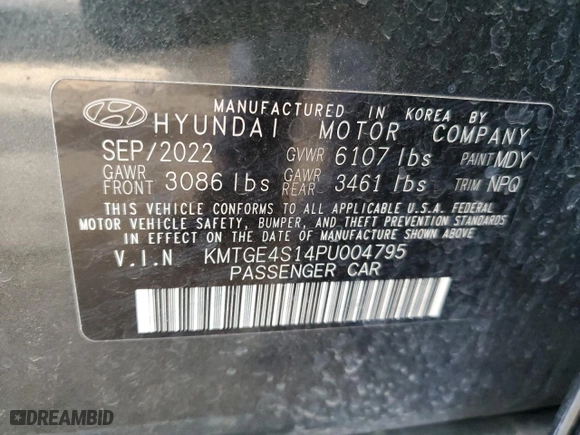 MANUFACTURED IN KOREA BY
HYUNDAI MOTOR COMPANY
SEP/2022 GVWR 6107 lbs PAINT MDY
GAWR FRONT 3086 lbs GAWR REAR 3461 lbs TRIM NPQ
THIS VEHICLE CONFORMS TO ALL APPLICABLE U.S.A. FEDERAL
MOTOR VEHICLE SAFETY, BUMPER, AND THEFT PREVENTION STANDARDS
IN EFFECT ON THE DATE OF MANUFACTURE SHOWN ABOVE.
V.I.N KMTGE4S14PU004795
PASSENGER CAR
DREAMBID